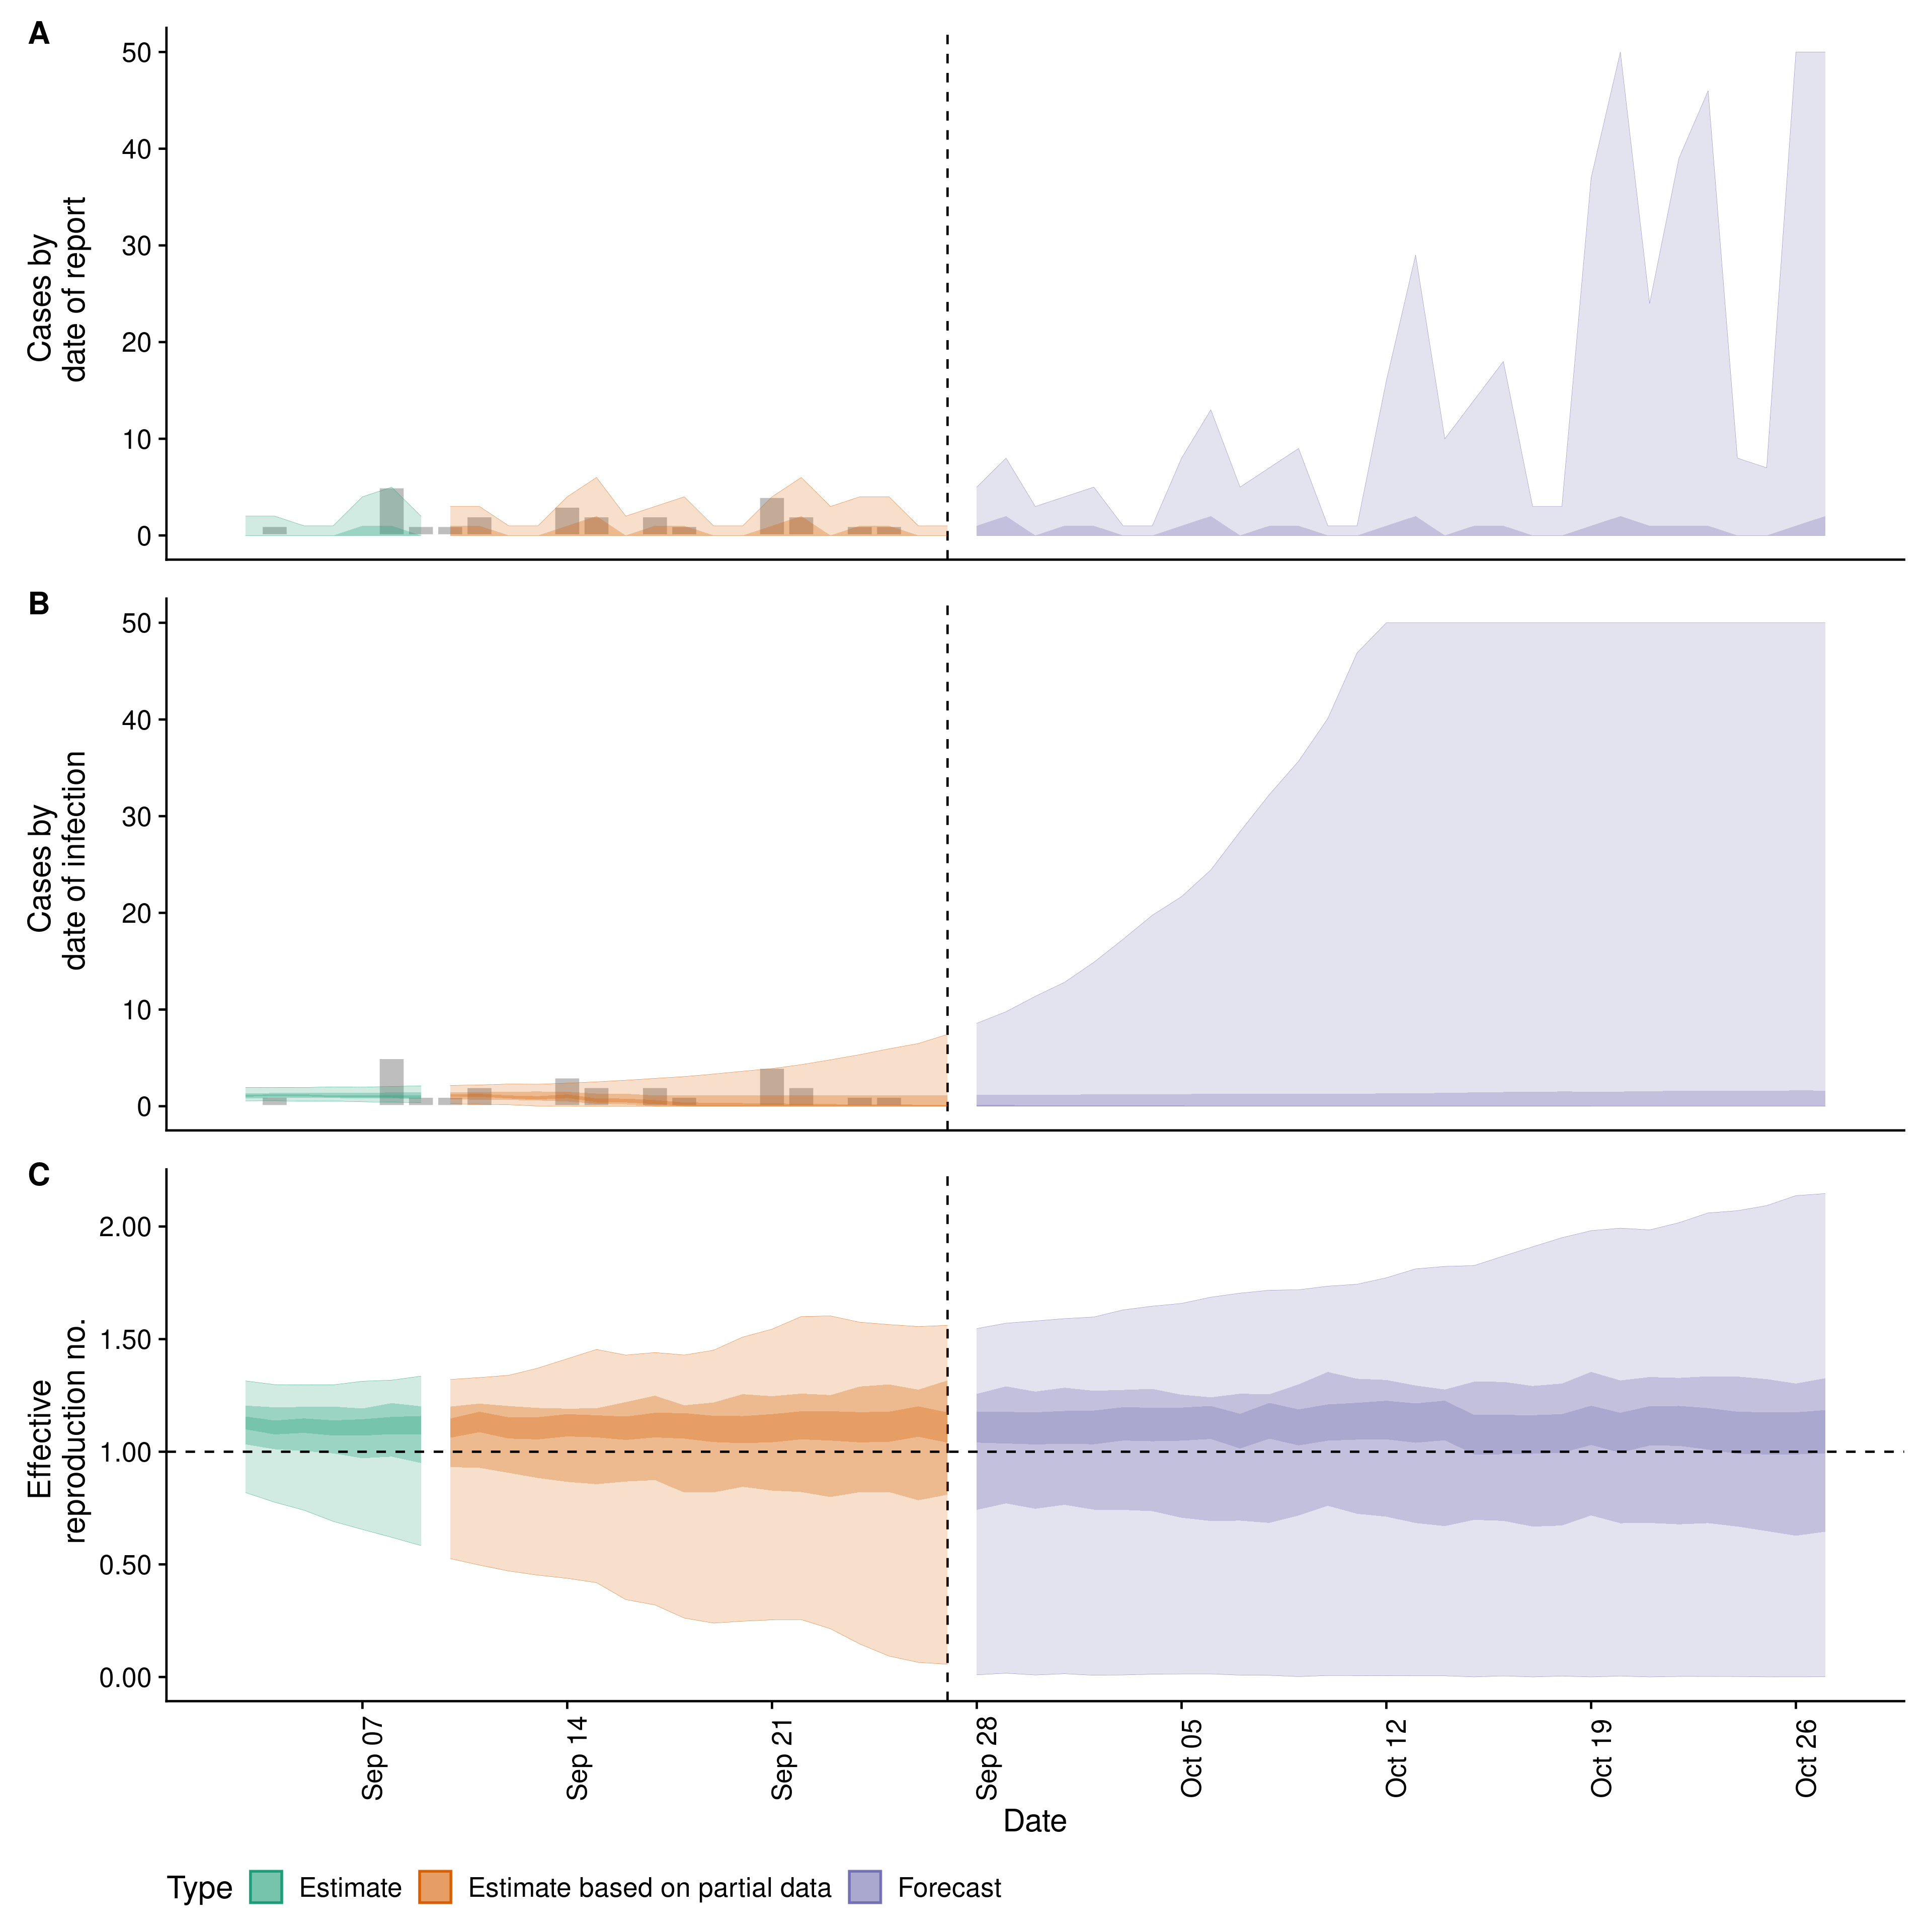 A
50
40
30
20
10
0
Cases by
date of report
B
50
40
30
20
10
0
Cases by
date of infection
C
2.00
1.50
1.00
0.50
0.00
Effective
reproduction no.
Sep 07
Sep 14
Sep 21
Sep 28
Oct 05
Oct 12
Oct 19
Oct 26
Date
Type Estimate Estimate based on partial data Forecast